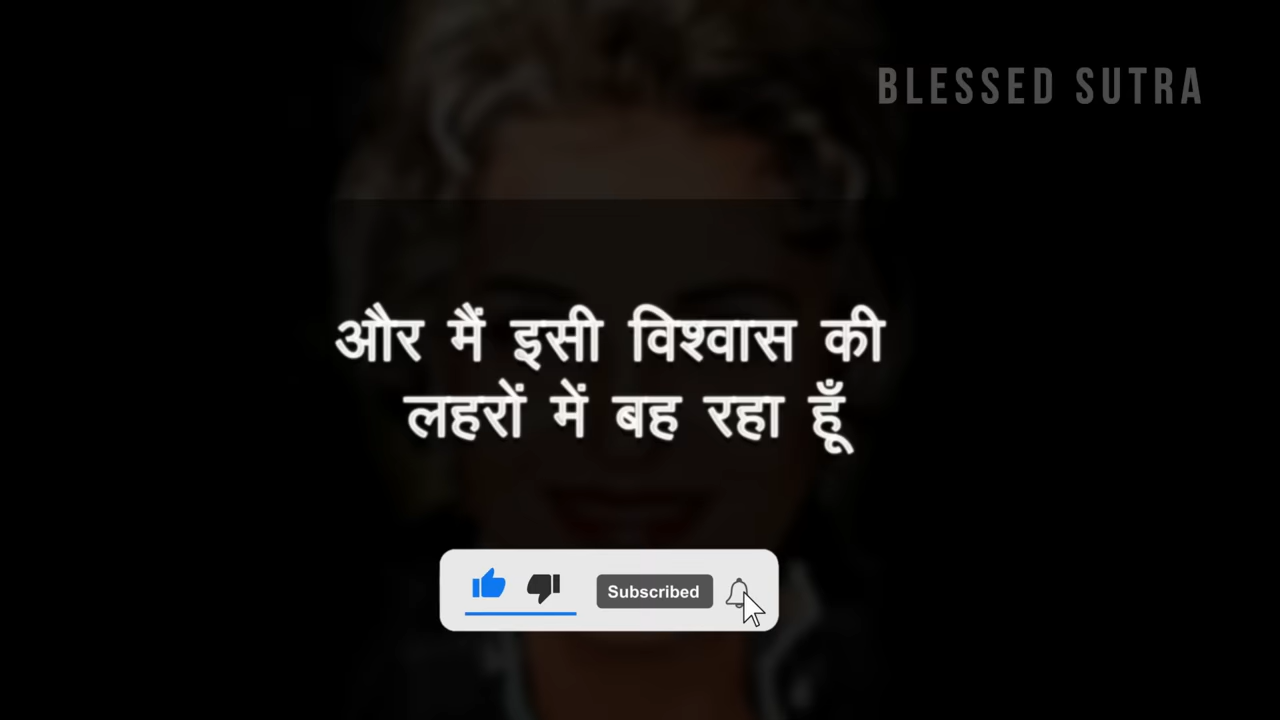 BLESSED SUTRA
और मैं इसी विश्वास की
लहरों में बह रहा हूँ
Subscribed